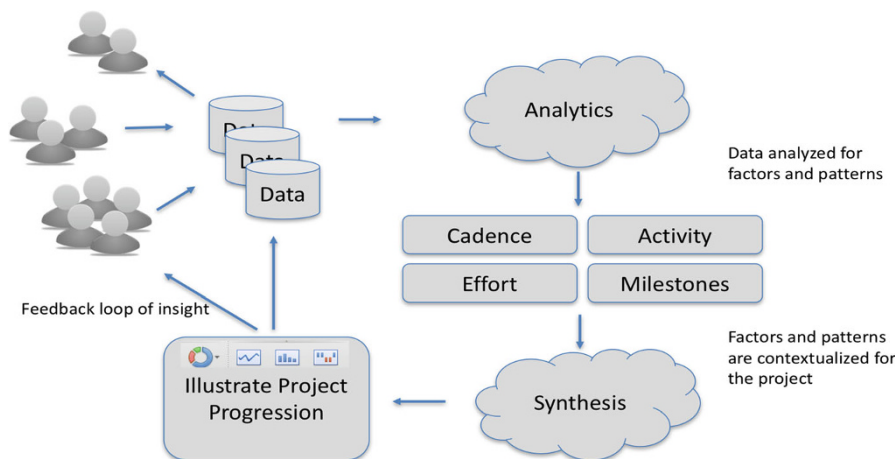 Data
Data
Data
Analytics
Data analyzed for
factors and patterns
Cadence
Activity
Effort
Milestones
Feedback loop of insight
Factors and patterns
are contextualized for
the project
Illustrate Project
Progression
Synthesis